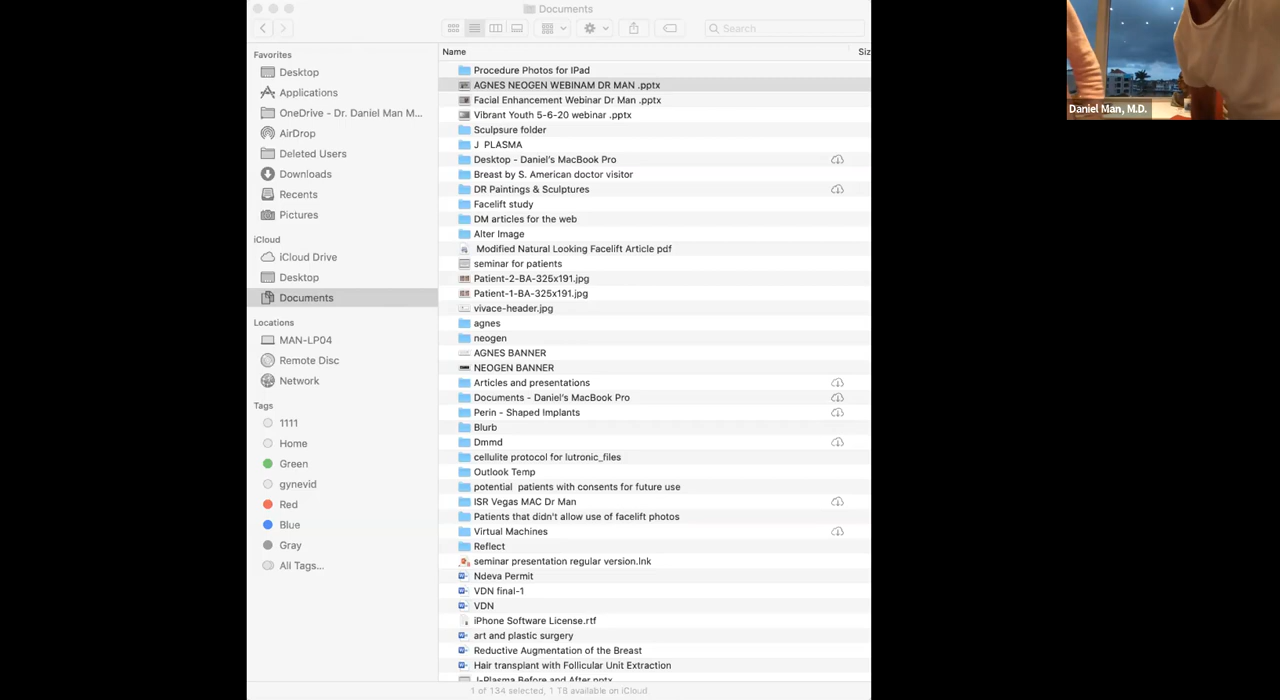 Documents
Search
Name
Siz
Favorites
Desktop
Applications
OneDrive - Dr. Daniel Man M...
AirDrop
Deleted Users
Downloads
Recents
Pictures
iCloud
iCloud Drive
Desktop
Documents
Locations
MAN-LP04
Remote Disc
Network
Tags
1111
Home
Green
gynevid
Red
Blue
Gray
All Tags...
Procedure Photos for IPad
AGNES NEOGEN WEBINAM DR MAN .pptx
Facial Enhancement Webinar Dr Man .pptx
Vibrant Youth 5-6-20 webinar .pptx
Sculpsure folder
J PLASMA
Desktop - Daniel's MacBook Pro
Breast by S. American doctor visitor
DR Paintings & Sculptures
Facelift study
DM articles for the web
Alter Image
Modified Natural Looking Facelift Article pdf
seminar for patients
Patient-2-BA-325x191.jpg
Patient-1-BA-325x191.jpg
vivace-header.jpg
agnes
neogen
AGNES BANNER
NEOGEN BANNER
Articles and presentations
Documents - Daniel's MacBook Pro
Perin - Shaped Implants
Blurb
Dmmd
cellulite protocol for lutronic_files
Outlook Temp
potential patients with consents for future use
ISR Vegas MAC Dr Man
Patients that didn't allow use of facelift photos
Virtual Machines
Reflect
seminar presentation regular version.lnk
Ndeva Permit
VDN final-1
VDN
iPhone Software License.rtf
art and plastic surgery
Reductive Augmentation of the Breast
Hair transplant with Follicular Unit Extraction
J-Plasma Before and After.pptx
1 of 134 selected, 1 TB available on iCloud
Daniel Man, M.D.